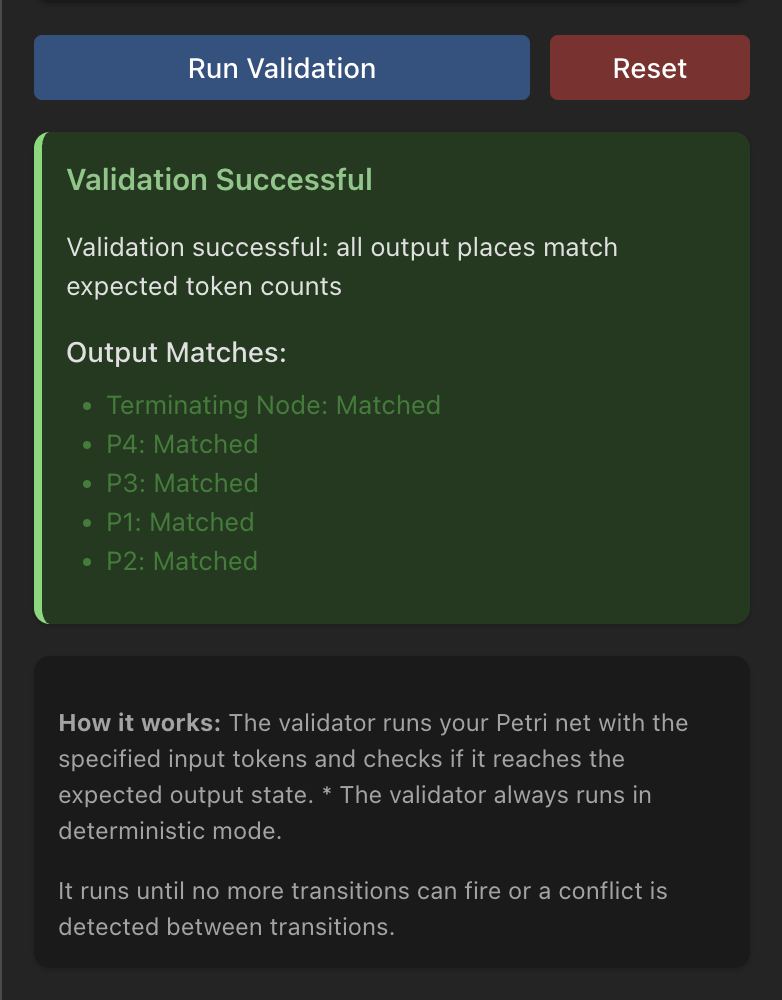 Run Validation
Reset
Validation Successful
Validation successful: all output places match
expected token counts
Output Matches:
• Terminating Node: Matched
• P4: Matched
• P3: Matched
• P1: Matched
• P2: Matched
How it works: The validator runs your Petri net with the
specified input tokens and checks if it reaches the
expected output state. * The validator always runs in
deterministic mode.
It runs until no more transitions can fire or a conflict is
detected between transitions.